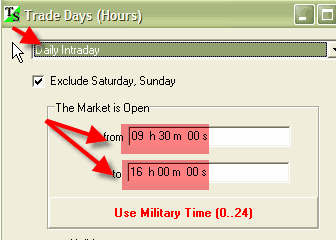 TS Trade Days (Hours)
Daily Intraday
Exclude Saturday, Sunday
The Market is Open
from 09 h 30 m 00 s
to 16 h 00 m 00 s
Use Military Time (0..24)